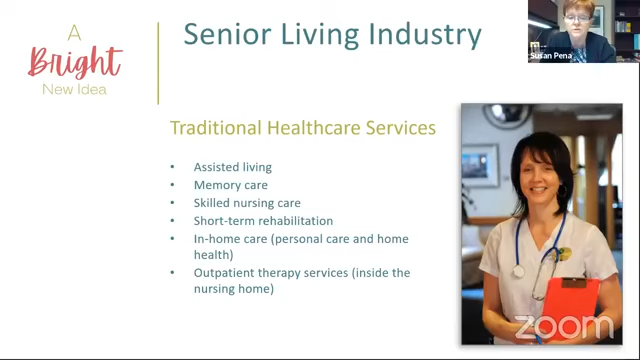 A
Bright
New Idea
Senior Living Industry
Susan Pena
Traditional Healthcare Services
• Assisted living
• Memory care
• Skilled nursing care
• Short-term rehabilitation
• In-home care (personal care and home
health)
• Outpatient therapy services (inside the
nursing home)
zoom